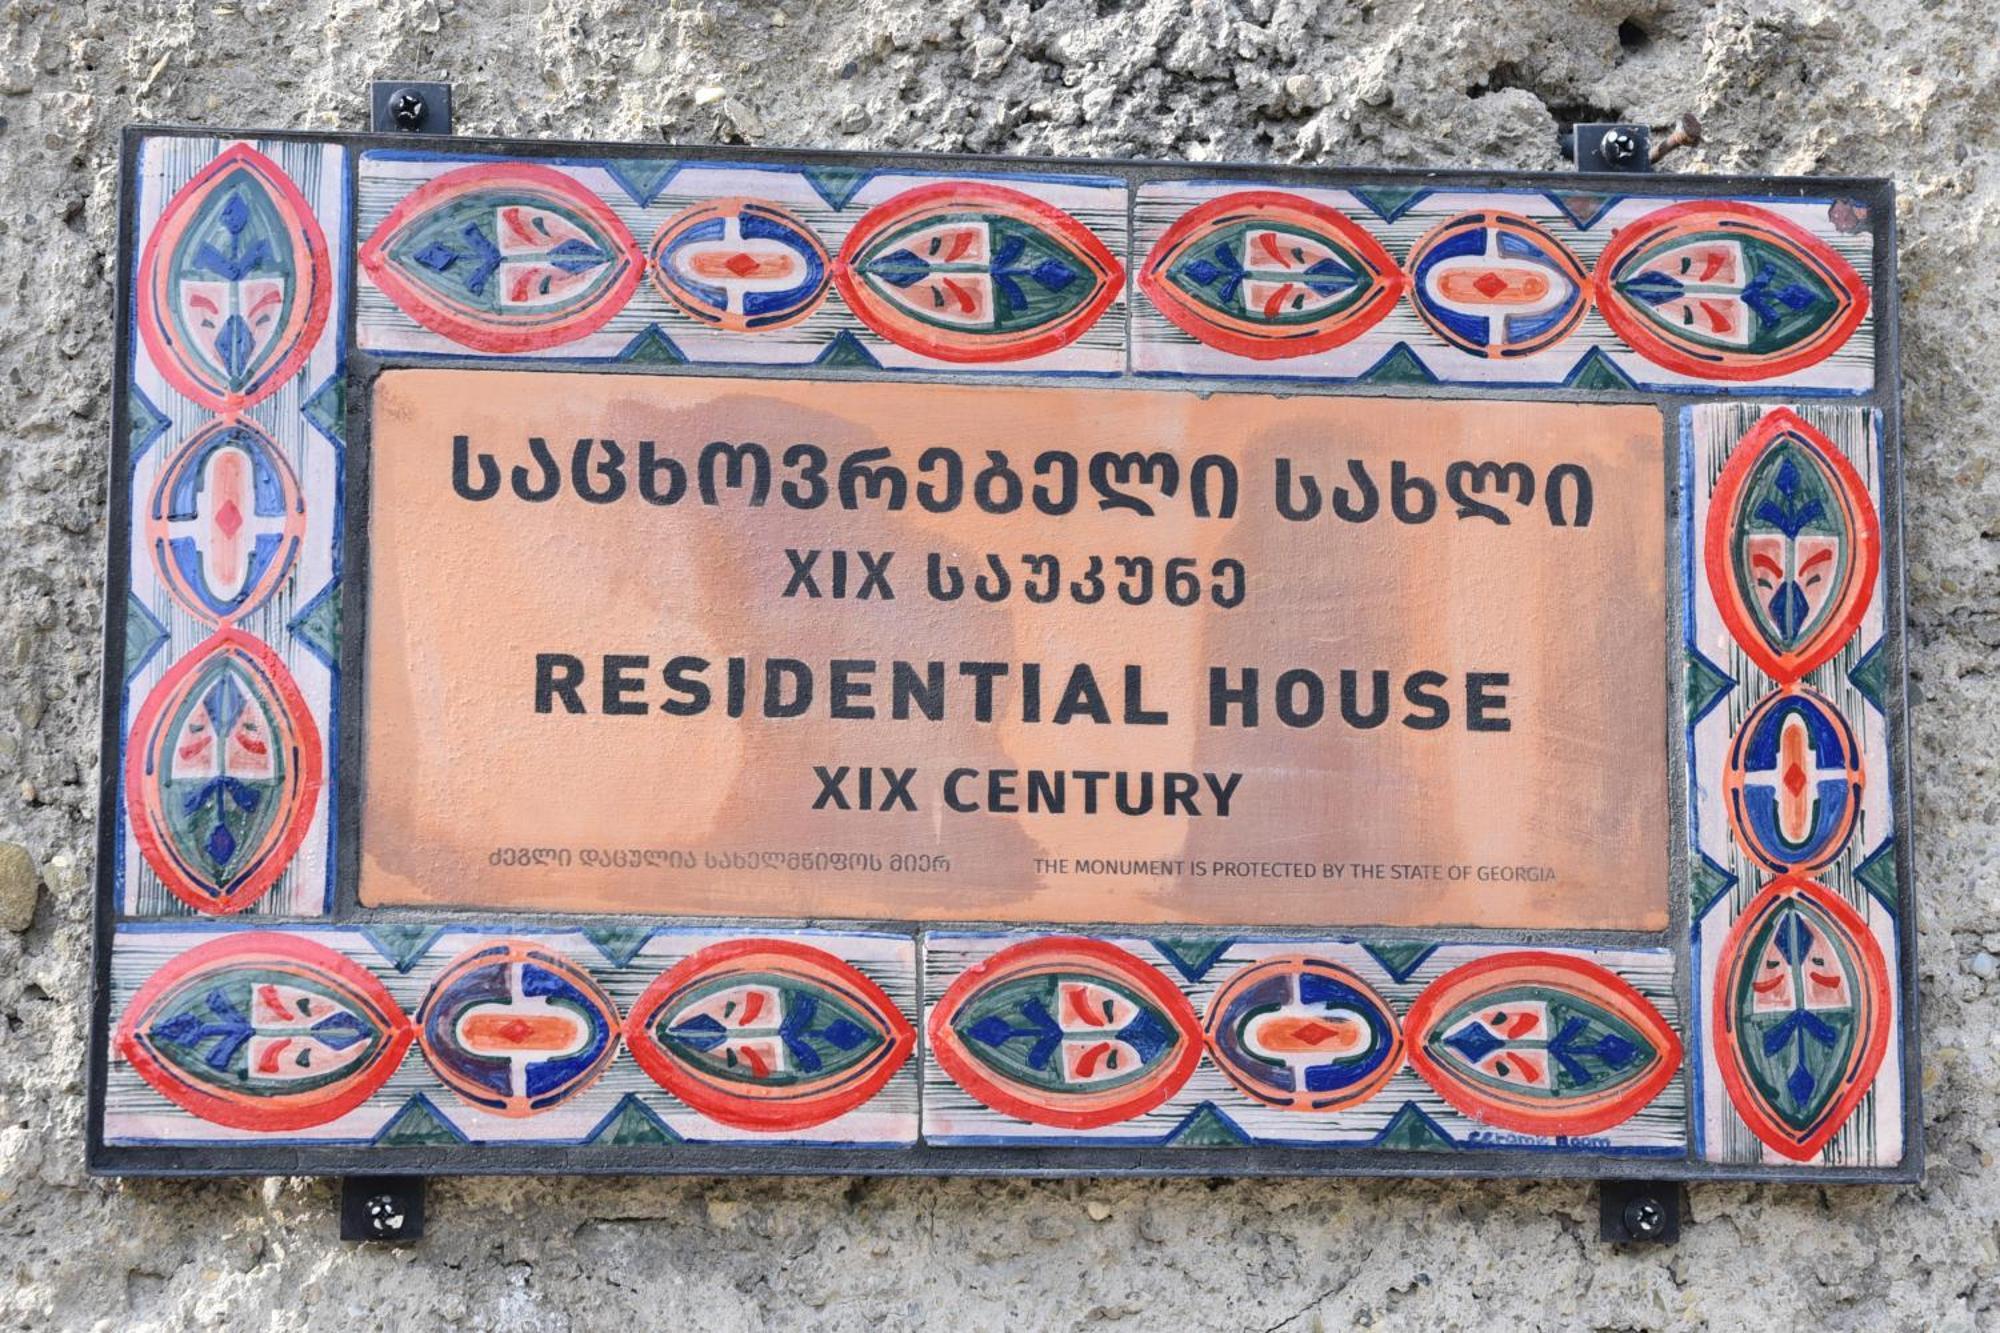 საცხოვრებელი სახლი
XIX საუკუნე
RESIDENTIAL HOUSE
XIX CENTURY
ძეგლი დაცულია სახელმწიფოს მიერ
THE MONUMENT IS PROTECTED BY THE STATE OF GEORGIA